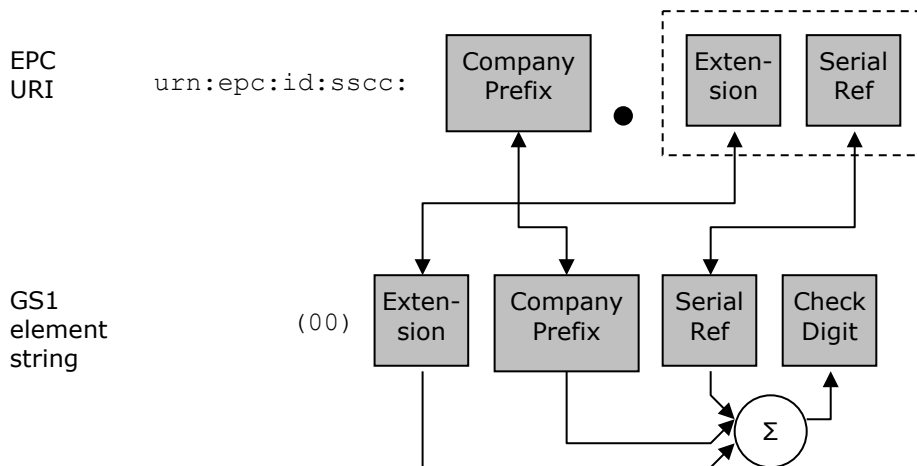 EPC
URI
urn:epc:id:sscc:
Company
Prefix
●
Exten-
sion
Serial
Ref
GS1
element
string
(00)
Exten-
sion
Company
Prefix
Serial
Ref
Check
Digit
Σ